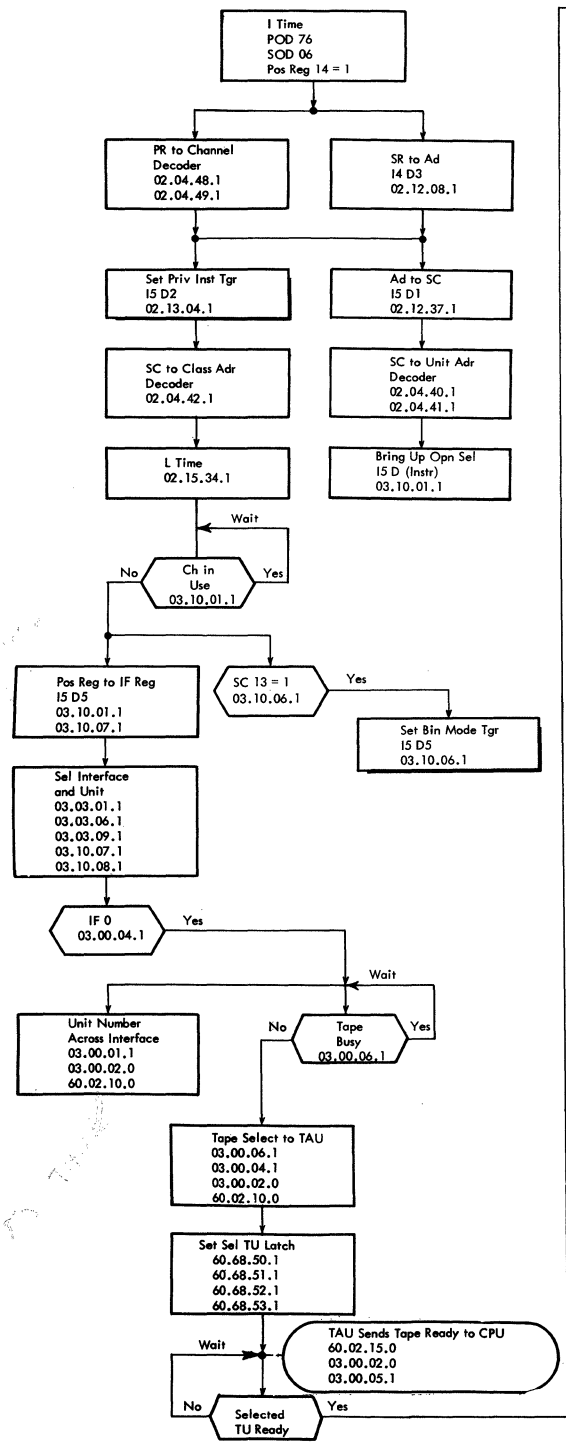 I Time
POD 76
SOD 06
Pos Reg 14 = 1
PR to Channel
Decoder
02.04.48.1
02.04.49.1
SR to Ad
I4 D3
02.12.08.1
Set Priv Inst Tgr
I5 D2
02.13.04.1
Ad to SC
I5 D1
02.12.37.1
SC to Class Adr
Decoder
02.04.42.1
SC to Unit Adr
Decoder
02.04.40.1
02.04.41.1
L Time
02.15.34.1
Bring Up Opn Sel
I5 D (Instr)
03.10.01.1
Wait
No
Ch in
Use
03.10.01.1
Yes
Pos Reg to IF Reg
I5 D5
03.10.01.1
03.10.07.1
SC 13 = 1
03.10.06.1
Yes
Set Bin Mode Tgr
I5 D5
03.10.06.1
Sel Interface
and Unit
03.03.01.1
03.03.06.1
03.03.09.1
03.10.07.1
03.10.08.1
IF 0
03.00.04.1
Yes
Wait
Unit Number
Across Interface
03.00.01.1
03.00.02.0
60.02.10.0
No
Tape
Busy
03.00.06.1
Yes
Tape Select to TAU
03.00.06.1
03.00.04.1
03.00.02.0
60.02.10.0
Set Sel TU Latch
60.68.50.1
60.68.51.1
60.68.52.1
60.68.53.1
Wait
TAU Sends Tape Ready to CPU
60.02.15.0
03.00.02.0
03.00.05.1
No
Selected
TU Ready
Yes